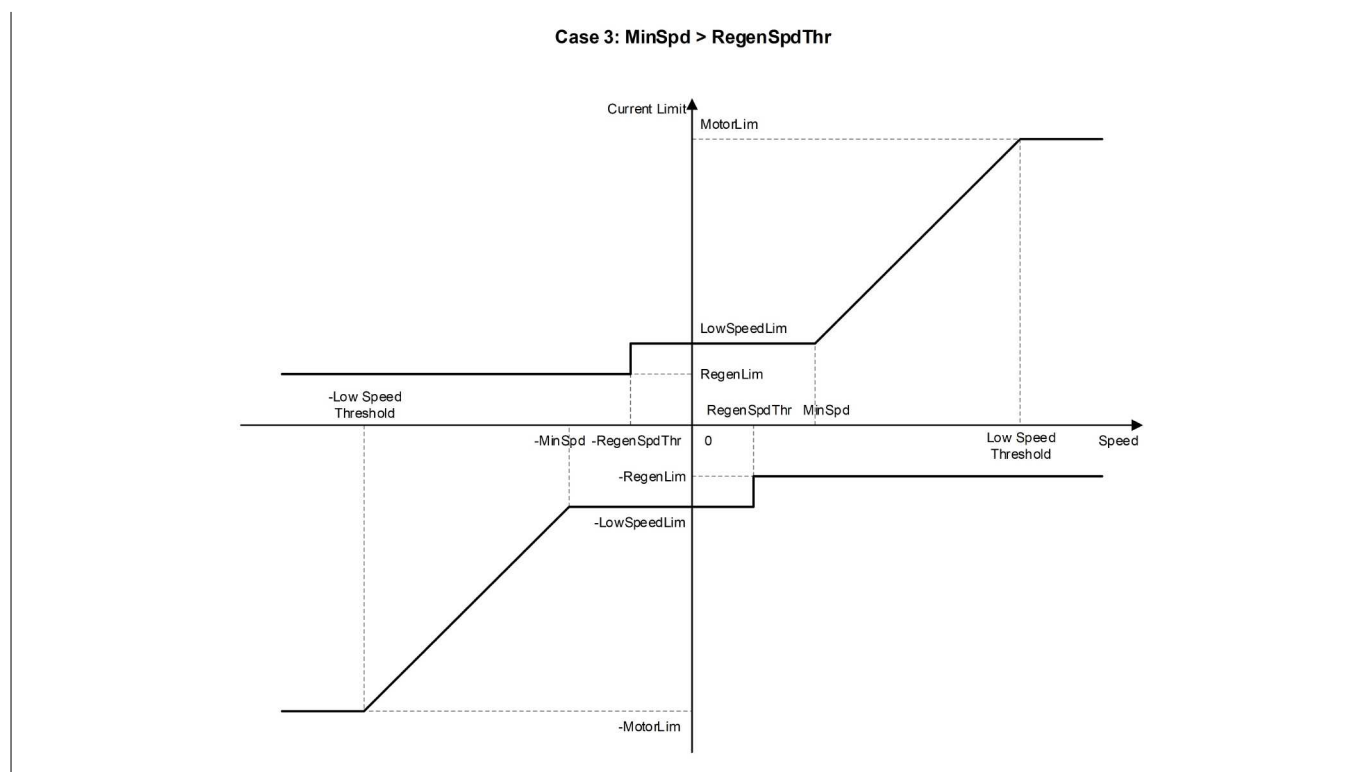 Case 3: MinSpd > RegenSpdThr
Current Limit
MotorLim
LowSpeedLim
RegenLim
-Low Speed
Threshold
RegenSpdThr MinSpd
-MinSpd -RegenSpdThr 0
Low Speed
Threshold
Speed
-RegenLim
-LowSpeedLim
-MotorLim